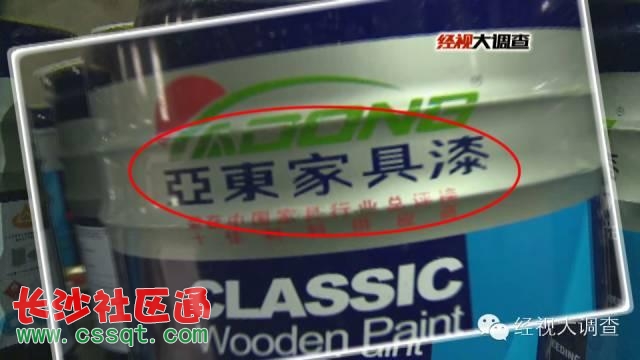 经视大调查
YADONG
亞東家具漆
CLASSIC
Wooden Paint
长沙社区通
www.cssqt.com
经视大调查